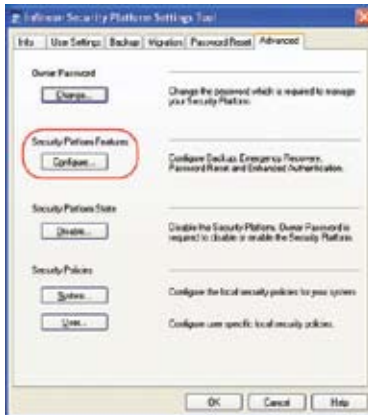 Infineon Security Platform Settings Tool
Info User Settings Backup Migration Password Reset Advanced
Owner Password
Change...
Change the password which is required to manage
your Security Platform.
Security Platform Features
Configure...
Configure Backup, Emergency Recovery,
Password Reset and Enhanced Authentication.
Security Platform State
Disable...
Disable the Security Platform. Owner Password is
required to disable or enable the Security Platform.
Security Policies
System...
Configure the local security policies for your system.
User...
Configure user specific local security policies.
OK Cancel Help